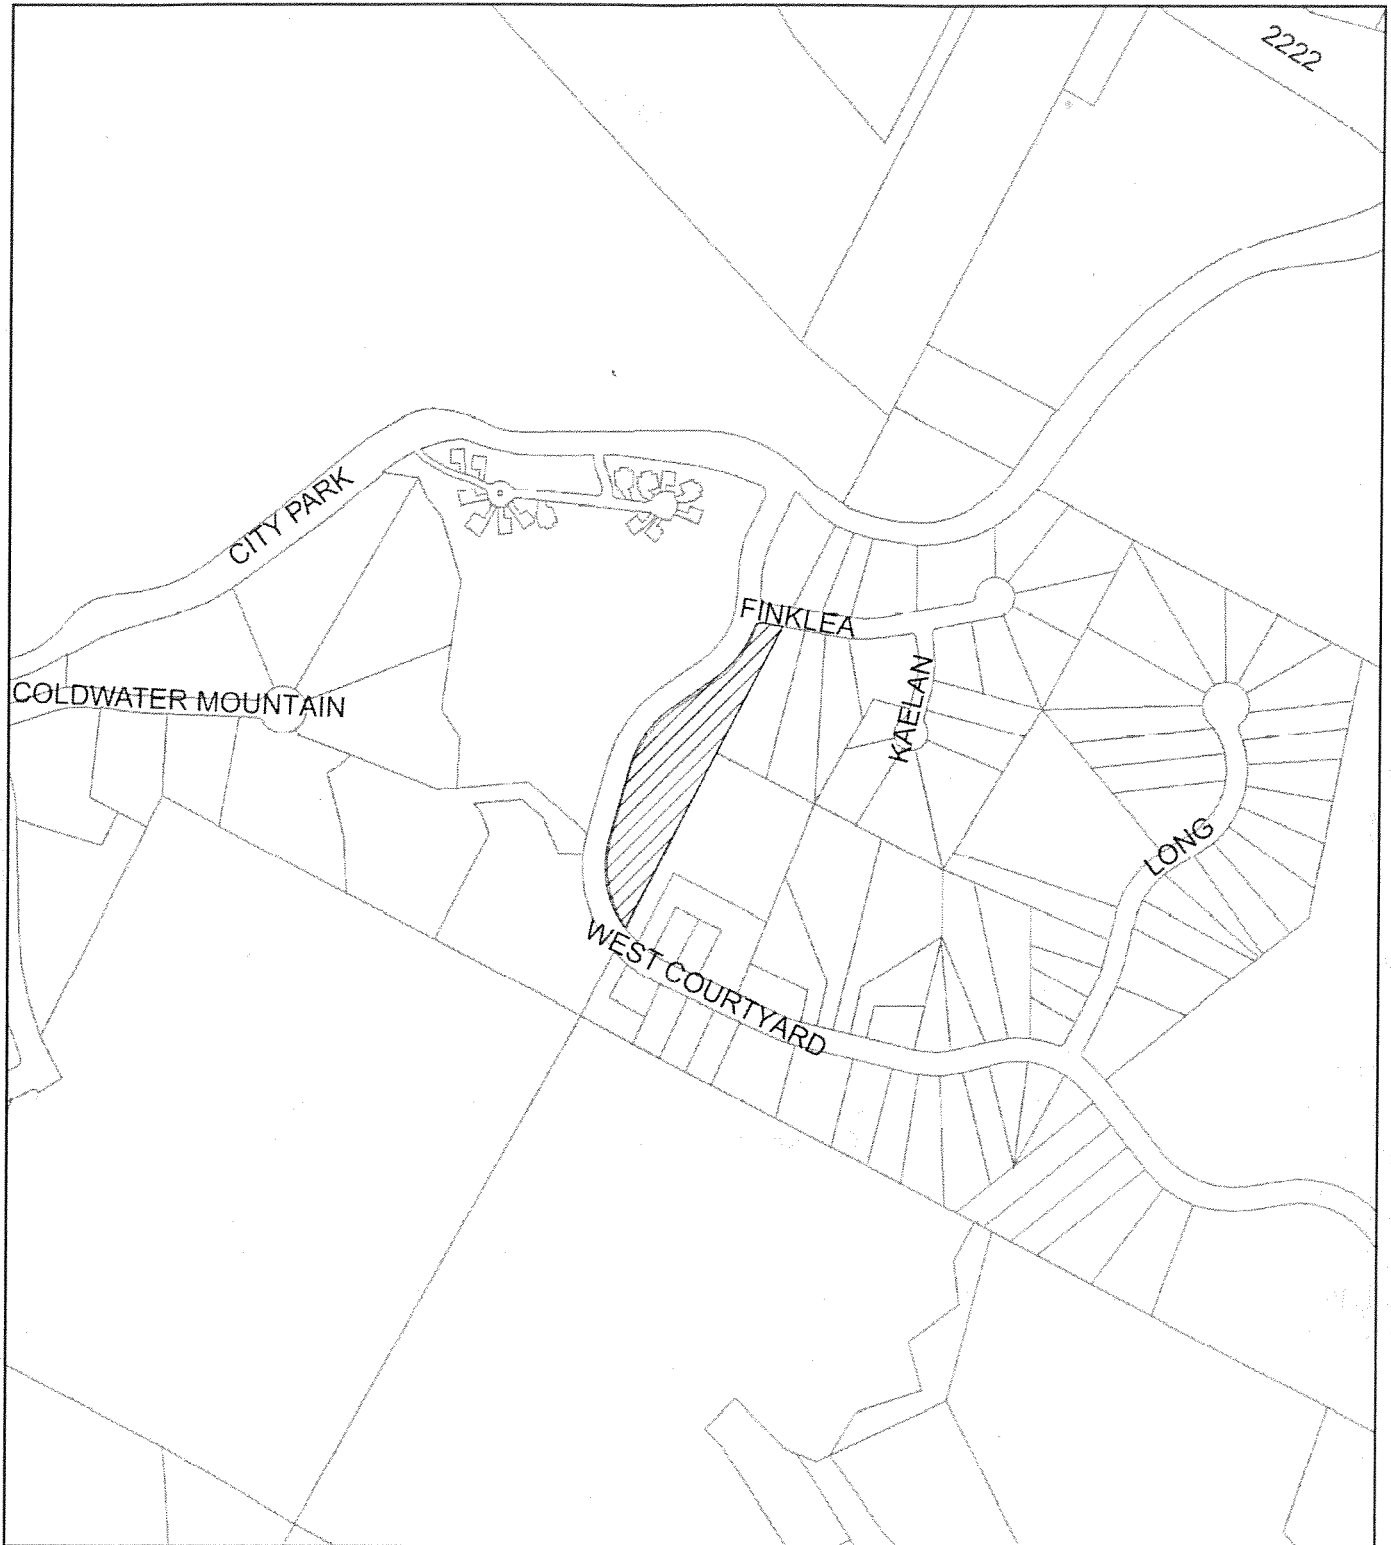 2222
CITY PARK
FINKLEA
KAELAN
COLDWATER MOUNTAIN
LONG
WEST COURTYARD